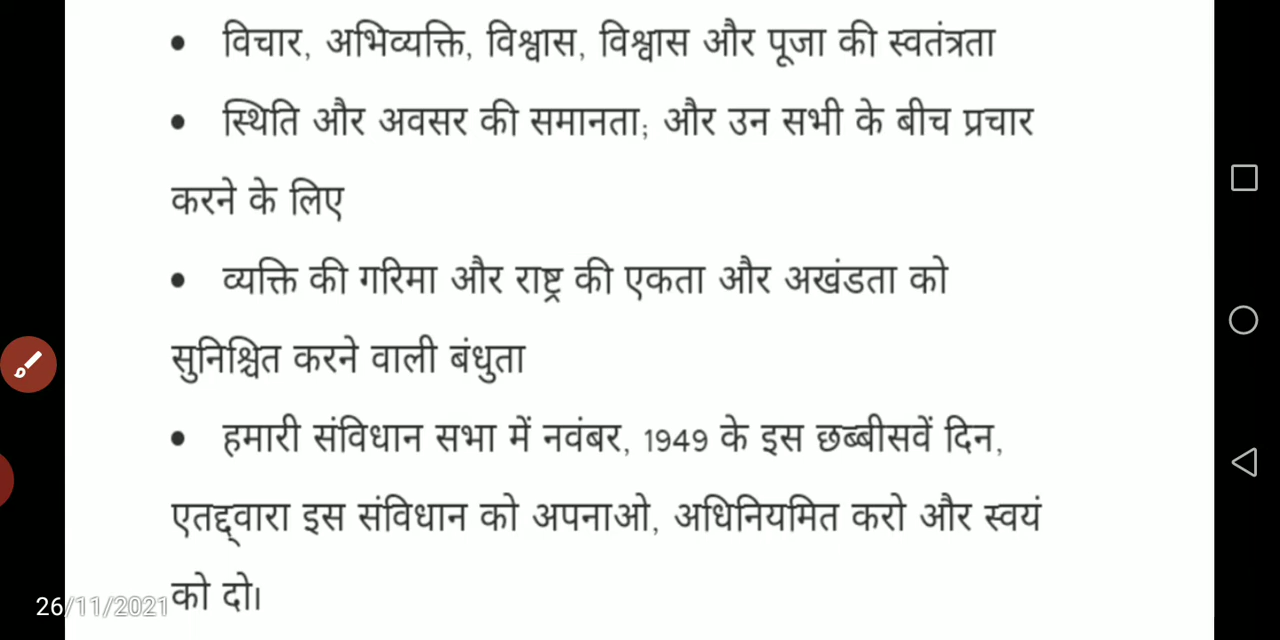 • विचार, अभिव्यक्ति, विश्वास, विश्वास और पूजा की स्वतंत्रता
• स्थिति और अवसर की समानता; और उन सभी के बीच प्रचार
करने के लिए
• व्यक्ति की गरिमा और राष्ट्र की एकता और अखंडता को
सुनिश्चित करने वाली बंधुता
• हमारी संविधान सभा में नवंबर, 1949 के इस छब्बीसवें दिन,
एतद्द्वारा इस संविधान को अपनाओ, अधिनियमित करो और स्वयं
को दो।
26/11/2021